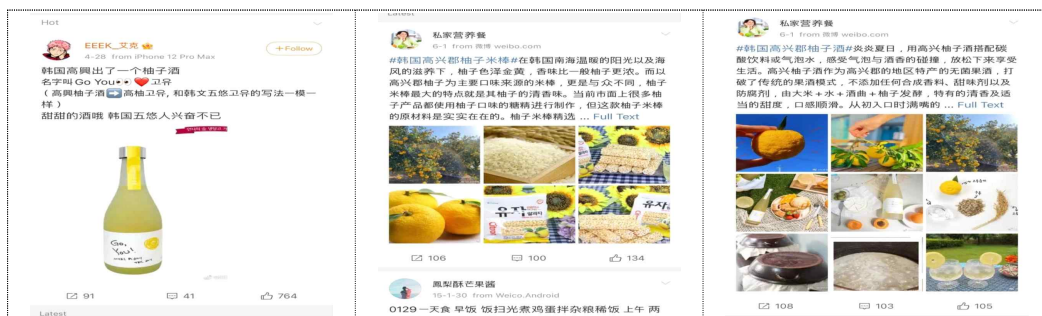 Hot
EEEK_艾克
+Follow
4-28 from iPhone 12 Pro Max
韩国高興出了一个柚子酒
名字叫Go You👀❤️고유
（高興柚子酒➡️高柚고유, 和韩文五悠고유的写法一模一
样）
甜甜的酒哦 韩国五悠人兴奋不已
Go,
You!
91
41
764
Latest
Latest
私家营养餐
6-1 from 微博 weibo.com
#韩国高兴郡柚子米棒#在韩国南海温暖的阳光以及海
风的滋养下，柚子色泽金黄，香味比一般柚子更浓。而以
高兴郡柚子为主要口味来源的米棒，更是与众不同，柚子
米棒最大的特点就是其柚子的清香味。当前市面上很多柚
子产品都使用柚子口味的糖精进行制作，但这款柚子米棒
的原材料是实实在在的。柚子米棒精选 ... Full Text
유자
유자
106
100
134
鳳梨酥芒果酱
15-1-30 from Weico.Android
0129一天食 早饭 饭扫光煮鸡蛋拌杂粮稀饭 上午 两
私家营养餐
6-1 from 微博 weibo.com
#韩国高兴郡柚子酒#炎炎夏日，用高兴柚子酒搭配碳
酸饮料或气泡水，感受气泡与酒香的碰撞，放松下来享受
生活。高兴柚子酒作为高兴郡的地区特产的无菌果酒，打
破了传统的果酒模式，不添加任何合成香料、甜味剂以及
防腐剂，由大米＋水＋酒曲＋柚子发酵，特有的清香及适
当的甜度，口感顺滑。从初入口时满嘴的 ... Full Text
108
103
105